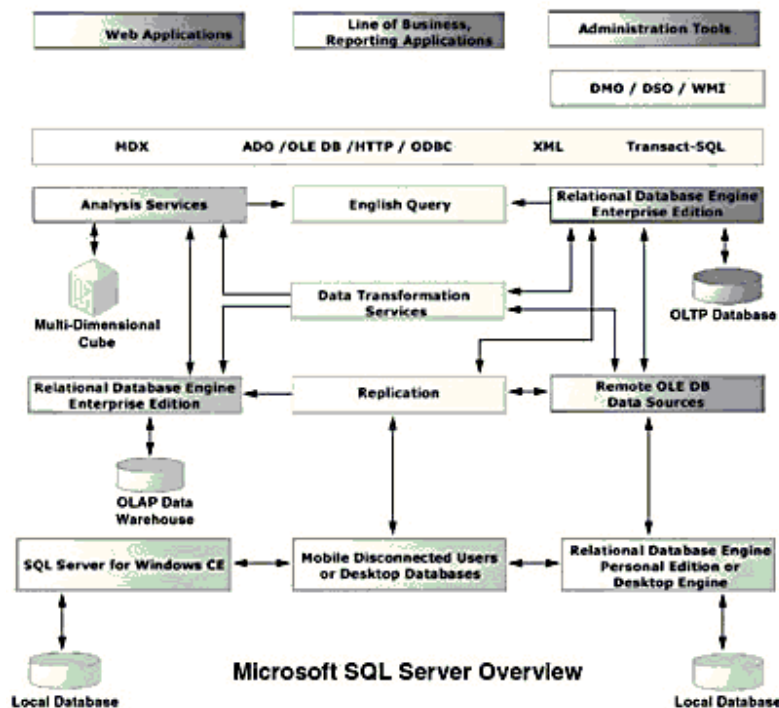 Web Applications
Line of Business,
Reporting Applications
Administration Tools
DMO / DSO / WMI
MDX ADO /OLE DB /HTTP / ODBC XML Transact-SQL
Analysis Services
English Query
Relational Database Engine
Enterprise Edition
Data Transformation
Services
Multi-Dimensional
Cube
OLTP Database
Relational Database Engine
Enterprise Edition
Replication
Remote OLE DB
Data Sources
OLAP Data
Warehouse
SQL Server for Windows CE
Mobile Disconnected Users
or Desktop Databases
Relational Database Engine
Personal Edition or
Desktop Engine
Microsoft SQL Server Overview
Local Database
Local Database